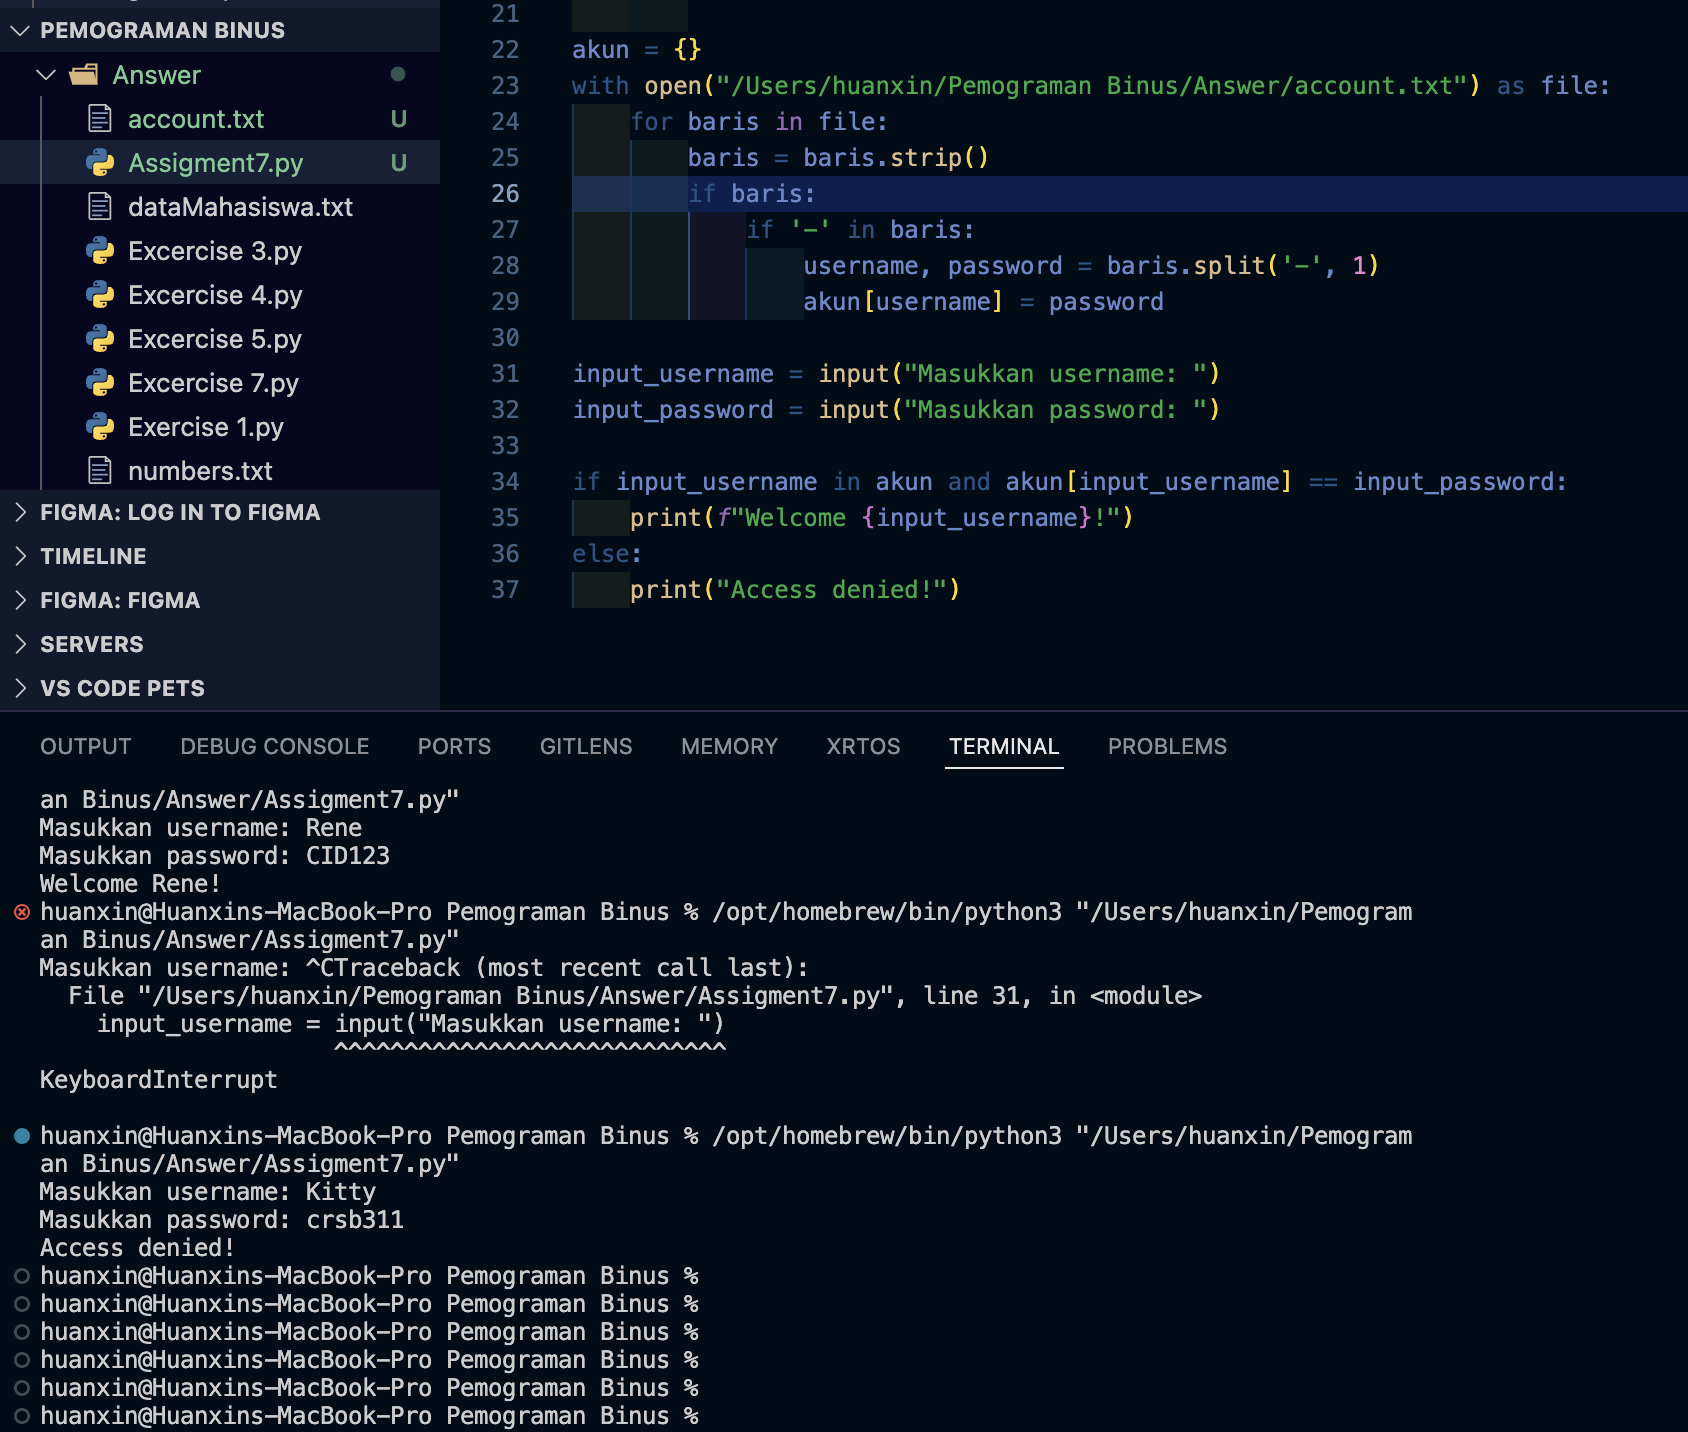 PEMOGRAMAN BINUS
Answer
account.txt U
Assigment7.py U
dataMahasiswa.txt
Excercise 3.py
Excercise 4.py
Excercise 5.py
Excercise 7.py
Exercise 1.py
numbers.txt
FIGMA: LOG IN TO FIGMA
TIMELINE
FIGMA: FIGMA
SERVERS
VS CODE PETS
21
22 akun = {}
23 with open("/Users/huanxin/Pemograman Binus/Answer/account.txt") as file:
24     for baris in file:
25         baris = baris.strip()
26         if baris:
27             if '-' in baris:
28                 username, password = baris.split('-', 1)
29                 akun[username] = password
30
31 input_username = input("Masukkan username: ")
32 input_password = input("Masukkan password: ")
33
34 if input_username in akun and akun[input_username] == input_password:
35     print(f"Welcome {input_username}!")
36 else:
37     print("Access denied!")
OUTPUT DEBUG CONSOLE PORTS GITLENS MEMORY XRTOS TERMINAL PROBLEMS
an Binus/Answer/Assigment7.py"
Masukkan username: Rene
Masukkan password: CID123
Welcome Rene!
huanxin@Huanxins-MacBook-Pro Pemograman Binus % /opt/homebrew/bin/python3 "/Users/huanxin/Pemogram
an Binus/Answer/Assigment7.py"
Masukkan username: ^CTraceback (most recent call last):
  File "/Users/huanxin/Pemograman Binus/Answer/Assigment7.py", line 31, in <module>
    input_username = input("Masukkan username: ")
                     ^^^^^^^^^^^^^^^^^^^^^^^^^^^^
KeyboardInterrupt
huanxin@Huanxins-MacBook-Pro Pemograman Binus % /opt/homebrew/bin/python3 "/Users/huanxin/Pemogram
an Binus/Answer/Assigment7.py"
Masukkan username: Kitty
Masukkan password: crsb311
Access denied!
huanxin@Huanxins-MacBook-Pro Pemograman Binus %
huanxin@Huanxins-MacBook-Pro Pemograman Binus %
huanxin@Huanxins-MacBook-Pro Pemograman Binus %
huanxin@Huanxins-MacBook-Pro Pemograman Binus %
huanxin@Huanxins-MacBook-Pro Pemograman Binus %
huanxin@Huanxins-MacBook-Pro Pemograman Binus %